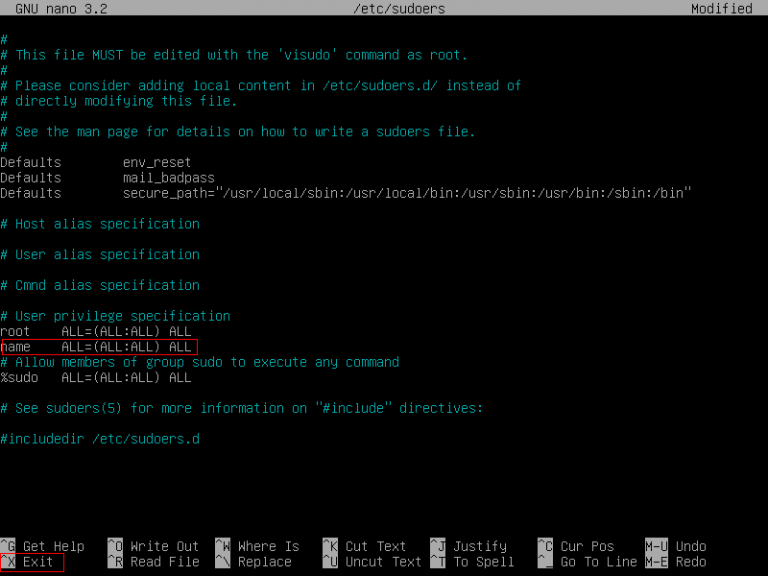 GNU nano 3.2 /etc/sudoers Modified
#
# This file MUST be edited with the 'visudo' command as root.
#
# Please consider adding local content in /etc/sudoers.d/ instead of
# directly modifying this file.
#
# See the man page for details on how to write a sudoers file.
#
Defaults env_reset
Defaults mail_badpass
Defaults secure_path="/usr/local/sbin:/usr/local/bin:/usr/sbin:/usr/bin:/sbin:/bin"
# Host alias specification
# User alias specification
# Cmnd alias specification
# User privilege specification
root ALL=(ALL:ALL) ALL
name ALL=(ALL:ALL) ALL
# Allow members of group sudo to execute any command
%sudo ALL=(ALL:ALL) ALL
# See sudoers(5) for more information on "#include" directives:
#includedir /etc/sudoers.d
^G Get Help ^O Write Out ^W Where Is ^K Cut Text ^J Justify ^C Cur Pos M-U Undo
^X Exit ^R Read File ^\ Replace ^U Uncut Text ^T To Spell ^_ Go To Line M-E Redo